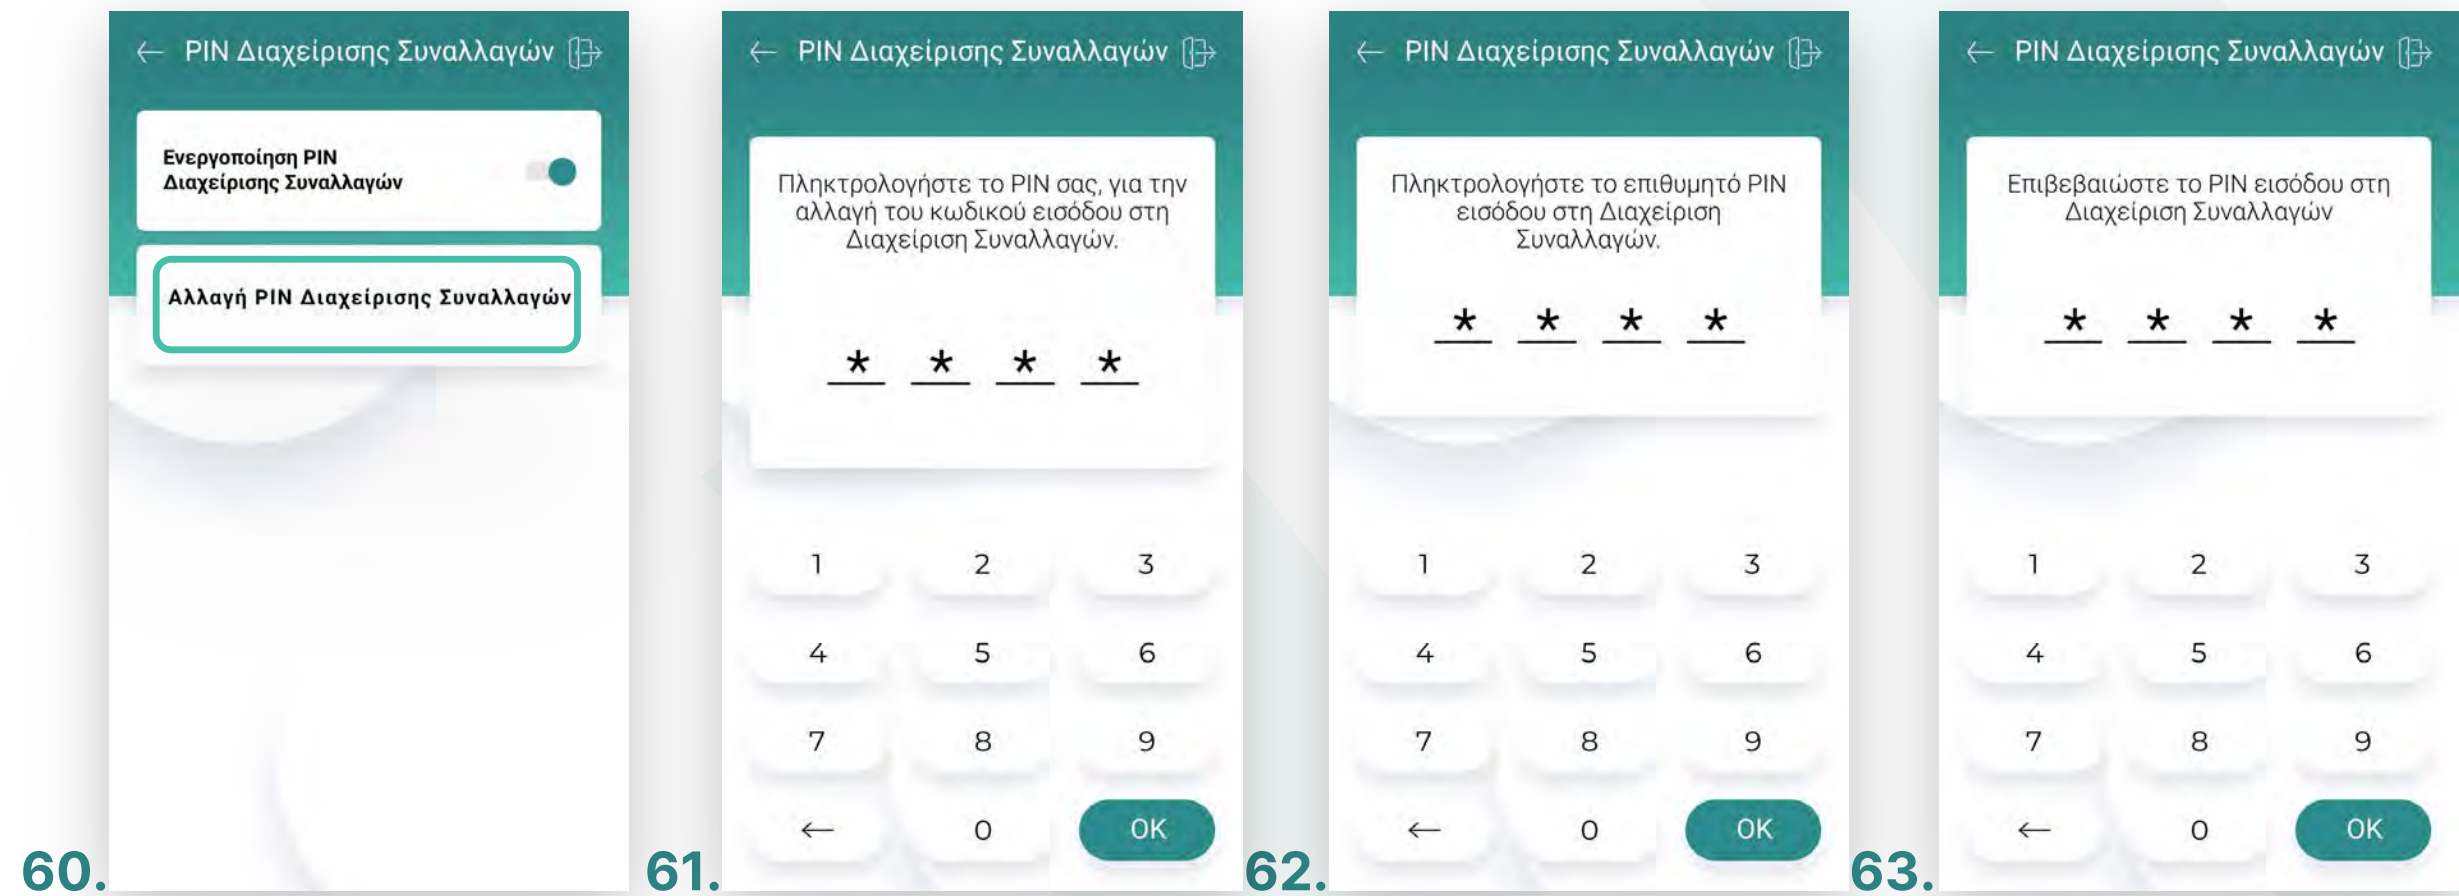 PIN Διαχείρισης Συναλλαγών
Ενεργοποίηση PIN
Διαχείρισης Συναλλαγών
Αλλαγή PIN Διαχείρισης Συναλλαγών
60.
PIN Διαχείρισης Συναλλαγών
Πληκτρολογήστε το PIN σας, για την
αλλαγή του κωδικού εισόδου στη
Διαχείριση Συναλλαγών.
* * * *
1 2 3
4 5 6
7 8 9
← 0 OK
61.
PIN Διαχείρισης Συναλλαγών
Πληκτρολογήστε το επιθυμητό PIN
εισόδου στη Διαχείριση
Συναλλαγών.
* * * *
1 2 3
4 5 6
7 8 9
← 0 OK
62.
PIN Διαχείρισης Συναλλαγών
Επιβεβαιώστε το PIN εισόδου στη
Διαχείριση Συναλλαγών
* * * *
1 2 3
4 5 6
7 8 9
← 0 OK
63.